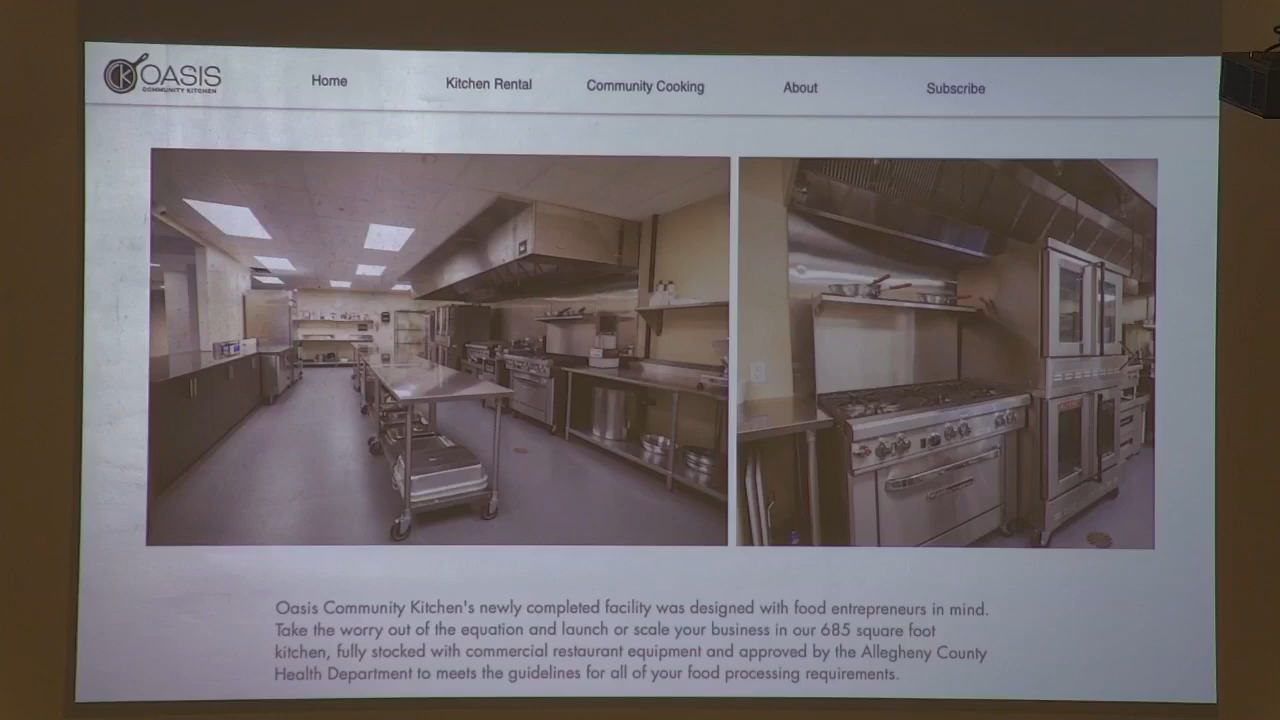 CK OASIS
COMMUNITY KITCHEN
Home
Kitchen Rental
Community Cooking
About
Subscribe
Oasis Community Kitchen's newly completed facility was designed with food entrepreneurs in mind.
Take the worry out of the equation and launch or scale your business in our 685 square foot
kitchen, fully stocked with commercial restaurant equipment and approved by the Allegheny County
Health Department to meets the guidelines for all of your food processing requirements.